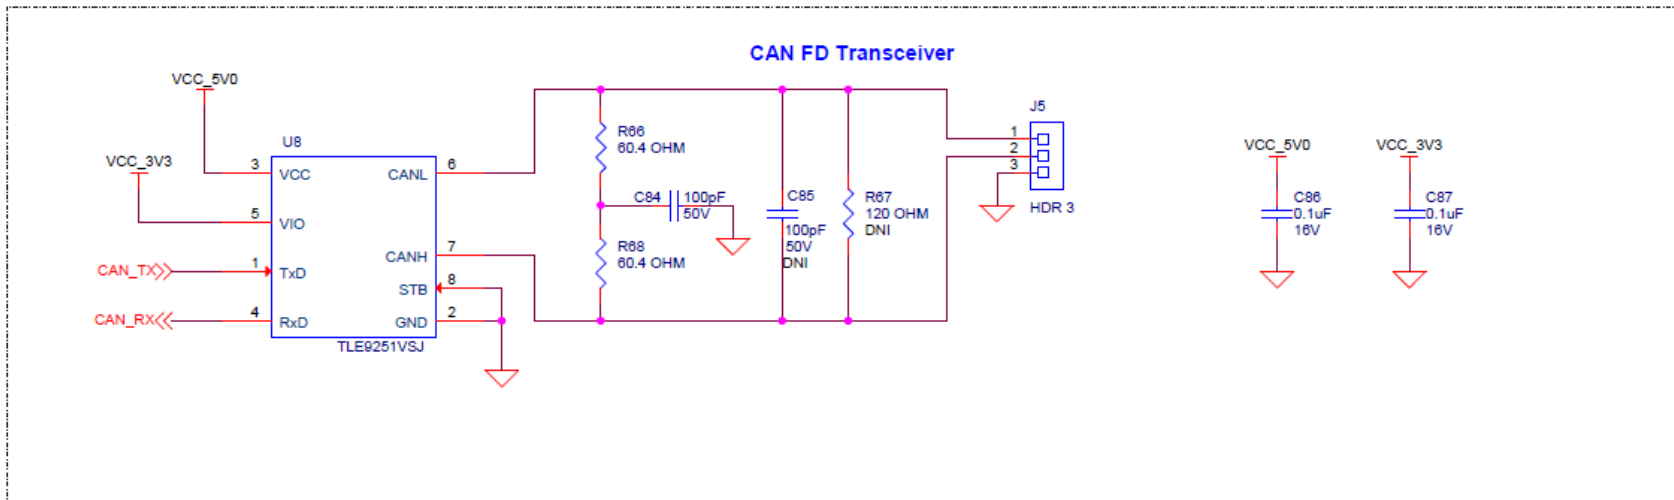 CAN FD Transceiver
VCC_5V0
VCC_3V3
U8
3
VCC
5
VIO
CAN_TX
1
TxD
CAN_RX
4
RxD
CANL
6
CANH
7
STB
8
GND
2
TLE9251VSJ
R66
60.4 OHM
C84
100pF
50V
R68
60.4 OHM
C85
100pF
50V
DNI
R67
120 OHM
DNI
J5
1
2
3
HDR 3
VCC_5V0
C86
0.1uF
16V
VCC_3V3
C87
0.1uF
16V